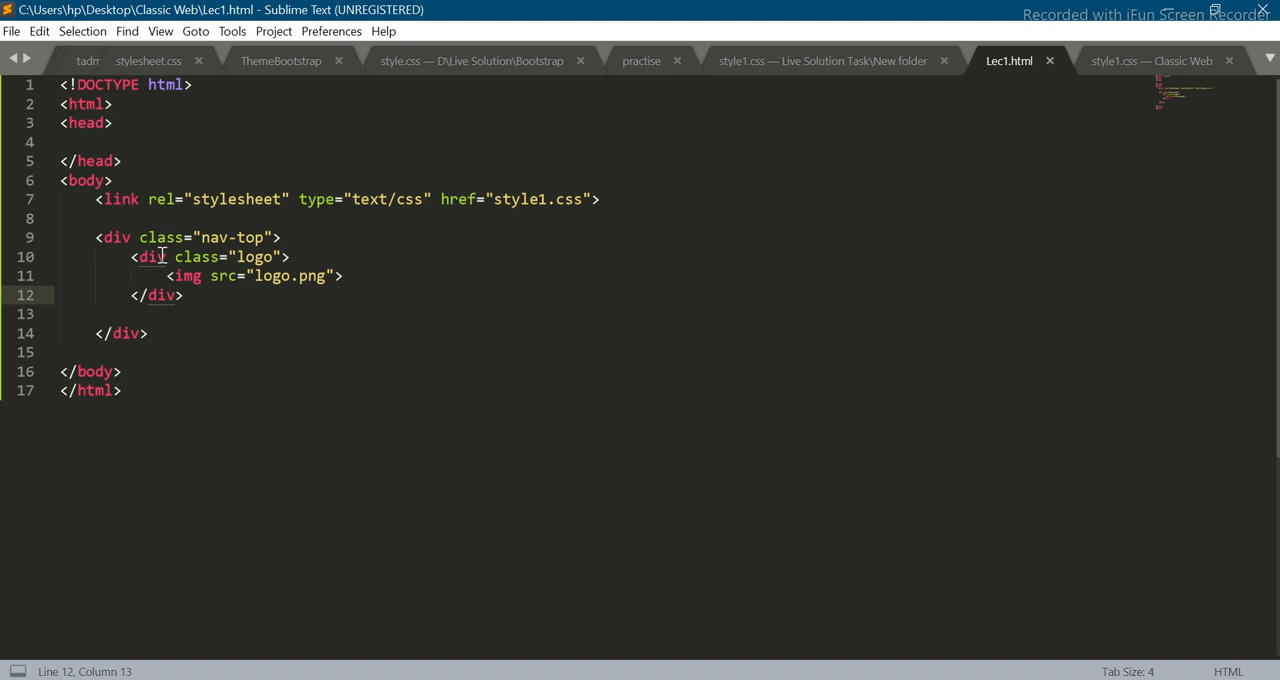 C:\Users\hp\Desktop\Classic Web\Lec1.html - Sublime Text (UNREGISTERED)
Recorded with iFun Screen Recorder
File Edit Selection Find View Goto Tools Project Preferences Help
tadm stylesheet.css ThemeBootstrap style.css — D\Live Solution\Bootstrap practise style1.css — Live Solution Task\New folder Lec1.html style1.css — Classic Web
1 <!DOCTYPE html>
2 <html>
3 <head>
4
5 </head>
6 <body>
7 <link rel="stylesheet" type="text/css" href="style1.css">
8
9 <div class="nav-top">
10 <div class="logo">
11 <img src="logo.png">
12 </div>
13
14 </div>
15
16 </body>
17 </html>
Line 12, Column 13 Tab Size: 4 HTML